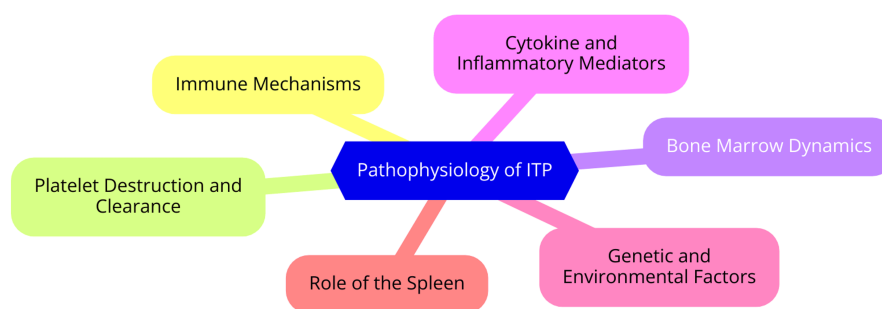 Cytokine and
Inflammatory Mediators
Immune Mechanisms
Bone Marrow Dynamics
Pathophysiology of ITP
Platelet Destruction and
Clearance
Genetic and
Environmental Factors
Role of the Spleen